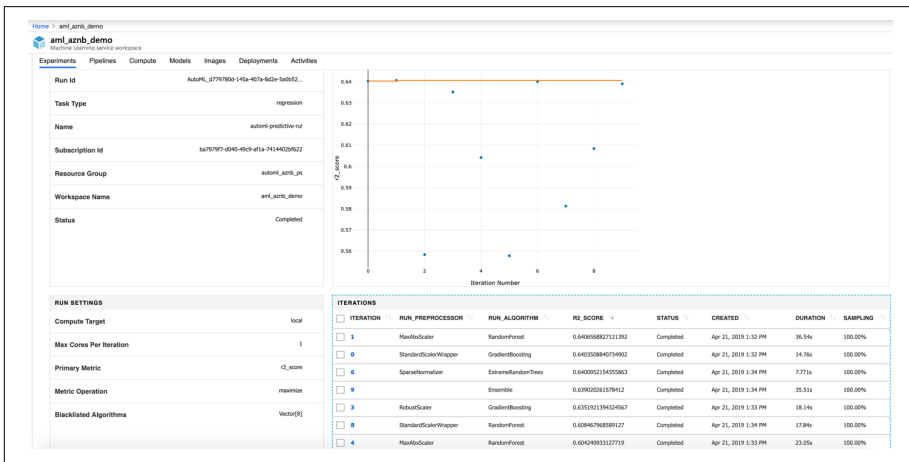 Home > aml_aznb_demo
aml_aznb_demo
Machine Learning service workspace
Experiments Pipelines Compute Models Images Deployments Activities
Run Id AutoML_d779780d-145a-407a-8d2e-5a0b52...
Task Type regression
Name automl-predictive-rul
Subscription Id ba7979f7-d040-49c9-af1a-7414402bf622
Resource Group automl_aznb_ps
Workspace Name aml_aznb_demo
Status Completed
r2_score
0.64
0.63
0.62
0.61
0.6
0.59
0.58
0.57
0.56
0 2 4 6 8
Iteration Number
RUN SETTINGS
Compute Target local
Max Cores Per Iteration 1
Primary Metric r2_score
Metric Operation maximize
Blacklisted Algorithms Vector[8]
ITERATIONS
ITERATION RUN_PREPROCESSOR RUN_ALGORITHM R2_SCORE STATUS CREATED DURATION SAMPLING
1 MaxAbsScaler RandomForest 0.6406568827121392 Completed Apr 21, 2019 1:32 PM 36.54s 100.00%
0 StandardScalerWrapper GradientBoosting 0.6403508840734902 Completed Apr 21, 2019 1:32 PM 14.76s 100.00%
6 SparseNormalizer ExtremeRandomTrees 0.6400952154355863 Completed Apr 21, 2019 1:34 PM 7.771s 100.00%
9 Ensemble 0.639020261578412 Completed Apr 21, 2019 1:34 PM 35.51s 100.00%
3 RobustScaler GradientBoosting 0.6351921394324567 Completed Apr 21, 2019 1:33 PM 18.14s 100.00%
8 StandardScalerWrapper RandomForest 0.608467968589127 Completed Apr 21, 2019 1:34 PM 17.84s 100.00%
4 MaxAbsScaler RandomForest 0.604240933127719 Completed Apr 21, 2019 1:33 PM 23.05s 100.00%